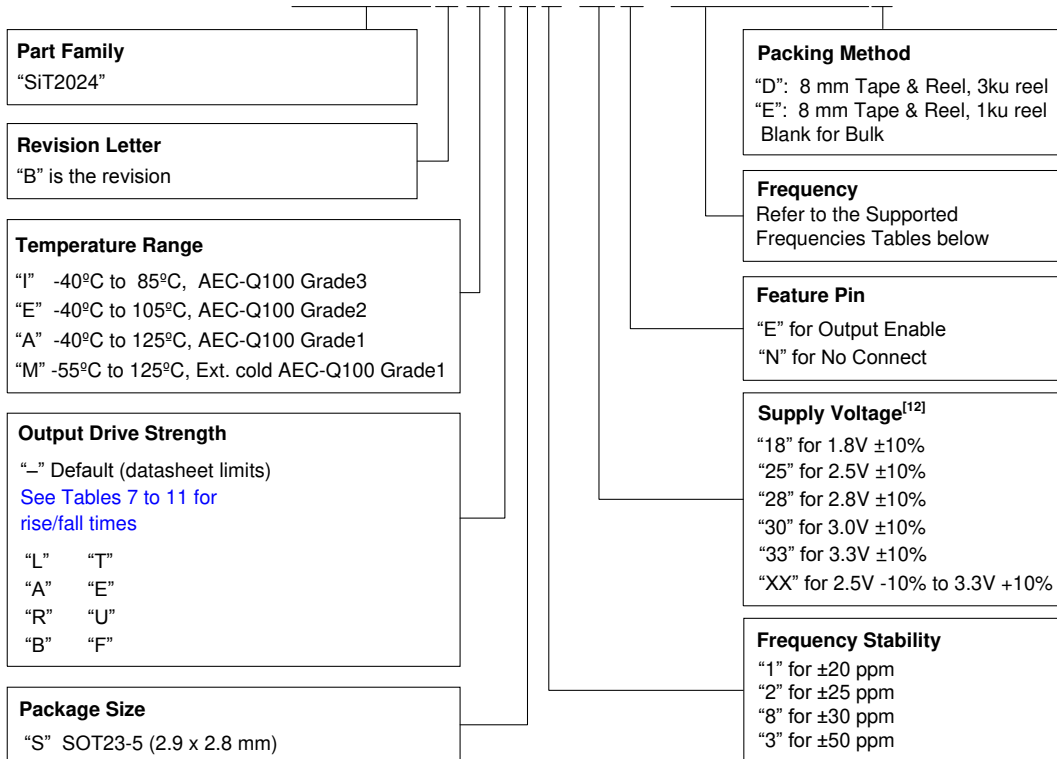 Part Family
“SiT2024”
Revision Letter
“B” is the revision
Temperature Range
“I” -40ºC to 85ºC, AEC-Q100 Grade3
“E” -40ºC to 105ºC, AEC-Q100 Grade2
“A” -40ºC to 125ºC, AEC-Q100 Grade1
“M” -55ºC to 125ºC, Ext. cold AEC-Q100 Grade1
Output Drive Strength
“–” Default (datasheet limits)
See Tables 7 to 11 for
rise/fall times
“L” “T”
“A” “E”
“R” “U”
“B” “F”
Package Size
“S” SOT23-5 (2.9 x 2.8 mm)
Packing Method
“D”: 8 mm Tape & Reel, 3ku reel
“E”: 8 mm Tape & Reel, 1ku reel
Blank for Bulk
Frequency
Refer to the Supported
Frequencies Tables below
Feature Pin
“E” for Output Enable
“N” for No Connect
Supply Voltage[12]
“18” for 1.8V ±10%
“25” for 2.5V ±10%
“28” for 2.8V ±10%
“30” for 3.0V ±10%
“33” for 3.3V ±10%
“XX” for 2.5V -10% to 3.3V +10%
Frequency Stability
“1” for ±20 ppm
“2” for ±25 ppm
“8” for ±30 ppm
“3” for ±50 ppm